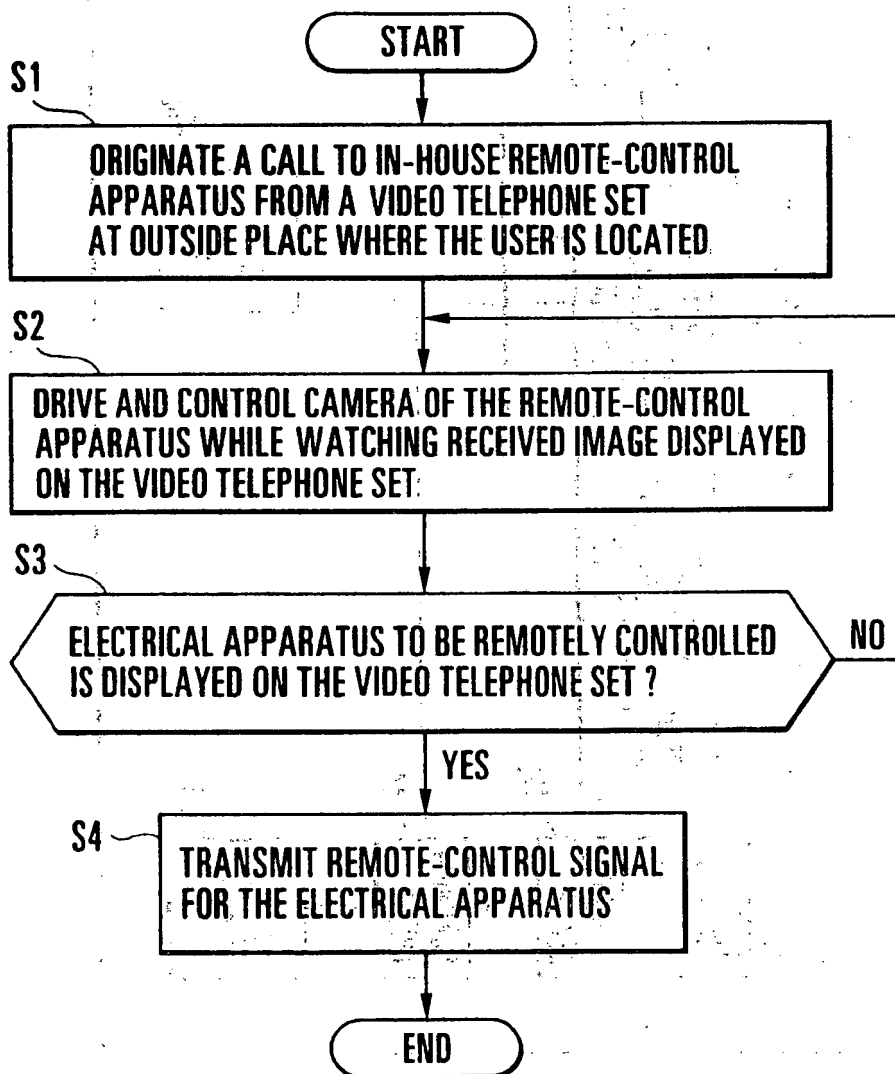 START
S1
ORIGINATE A CALL TO IN-HOUSE REMOTE-CONTROL
APPARATUS FROM A VIDEO TELEPHONE SET
AT OUTSIDE PLACE WHERE THE USER IS LOCATED
S2
DRIVE AND CONTROL CAMERA OF THE REMOTE-CONTROL
APPARATUS WHILE WATCHING RECEIVED IMAGE DISPLAYED
ON THE VIDEO TELEPHONE SET
S3
ELECTRICAL APPARATUS TO BE REMOTELY CONTROLLED
IS DISPLAYED ON THE VIDEO TELEPHONE SET ?
NO
YES
S4
TRANSMIT REMOTE-CONTROL SIGNAL
FOR THE ELECTRICAL APPARATUS
END